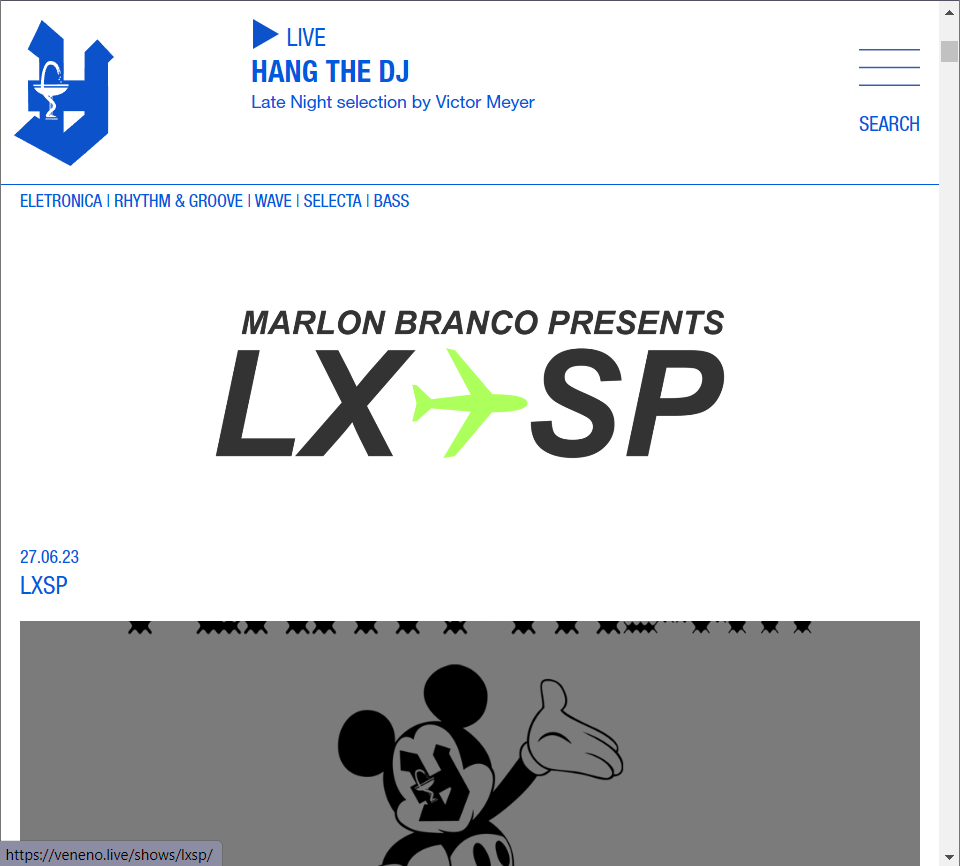 LIVE
HANG THE DJ
Late Night selection by Victor Meyer
SEARCH
ELETRONICA | RHYTHM & GROOVE | WAVE | SELECTA | BASS
MARLON BRANCO PRESENTS
LX SP
27.06.23
LXSP
https://veneno.live/shows/lxsp/